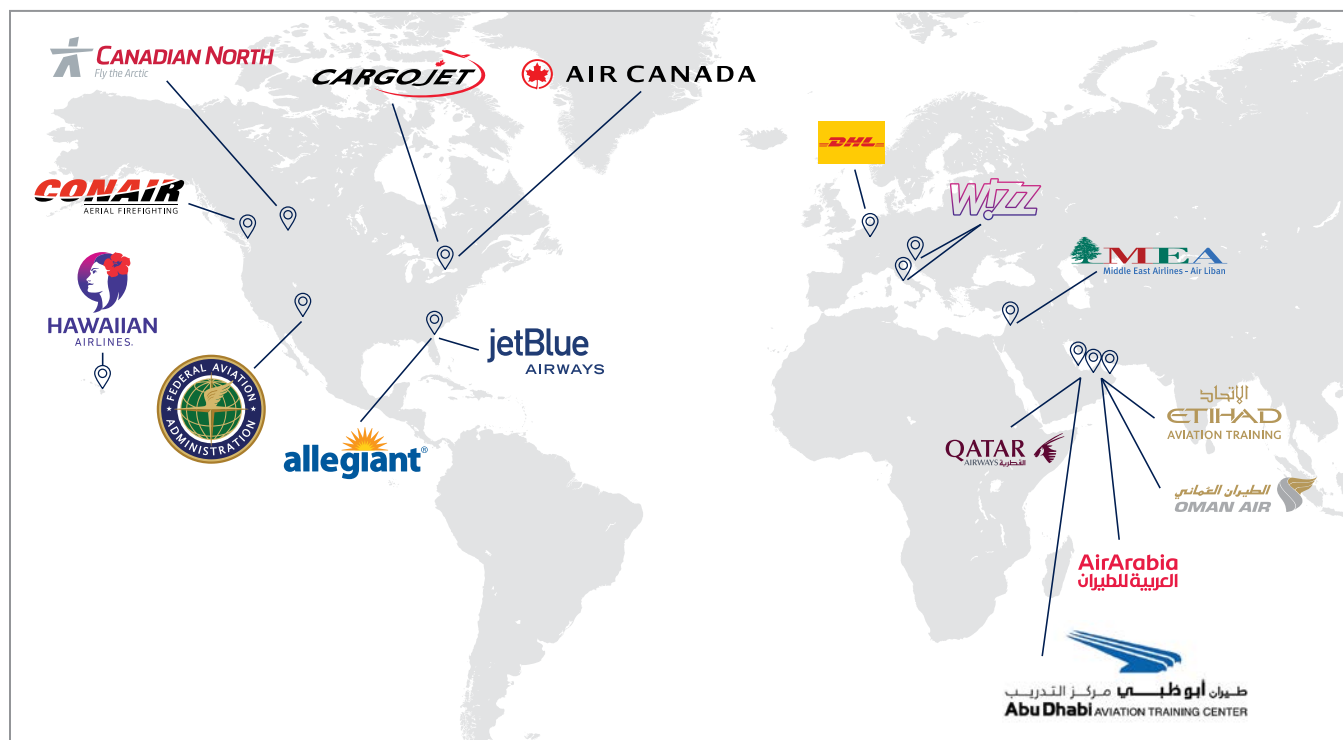 CANADIAN NORTH
Fly the Arctic
CARGOJET
AIR CANADA
DHL
CONAIR
AERIAL FIREFIGHTING
WIZZ
MEA
Middle East Airlines - Air Liban
HAWAIIAN
AIRLINES.
jetBlue
AIRWAYS
FEDERAL AVIATION
ADMINISTRATION
allegiant®
الإتحاد
ETIHAD
AVIATION TRAINING
QATAR
AIRWAYS القطرية
الطيران العماني
OMAN AIR
AirArabia
العربية للطيران
طيران أبوظبي مركز التدريب
Abu Dhabi AVIATION TRAINING CENTER